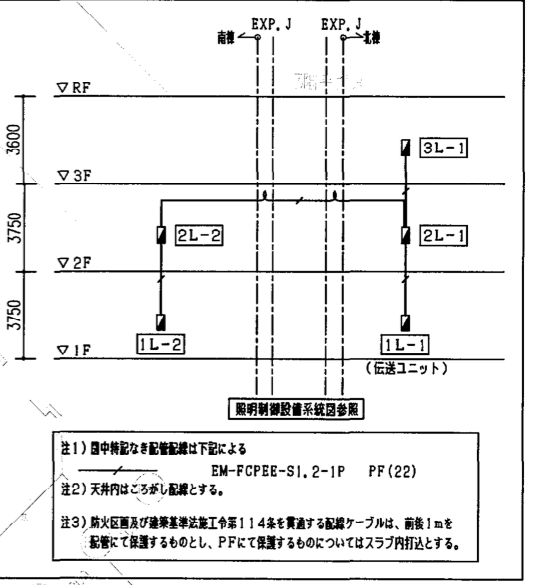 EXP.J EXP.J
南棟 北棟
▽RF
3600
3L-1
▽3F
3750
2L-2 2L-1
▽2F
3750
1L-2 1L-1
▽1F
(伝送ユニット)
照明制御設備系統図参照
注1) 図中特記なき配管配線は下記による
EM-FCPEE-S1.2-1P PF(22)
注2) 天井内はころがし配線とする。
注3) 防火区画及び建築基準法施工令第114条を貫通する配線ケーブルは、前後1mを
配管にて保護するものとし、PFにて保護するものについてはスラブ内打込とする。